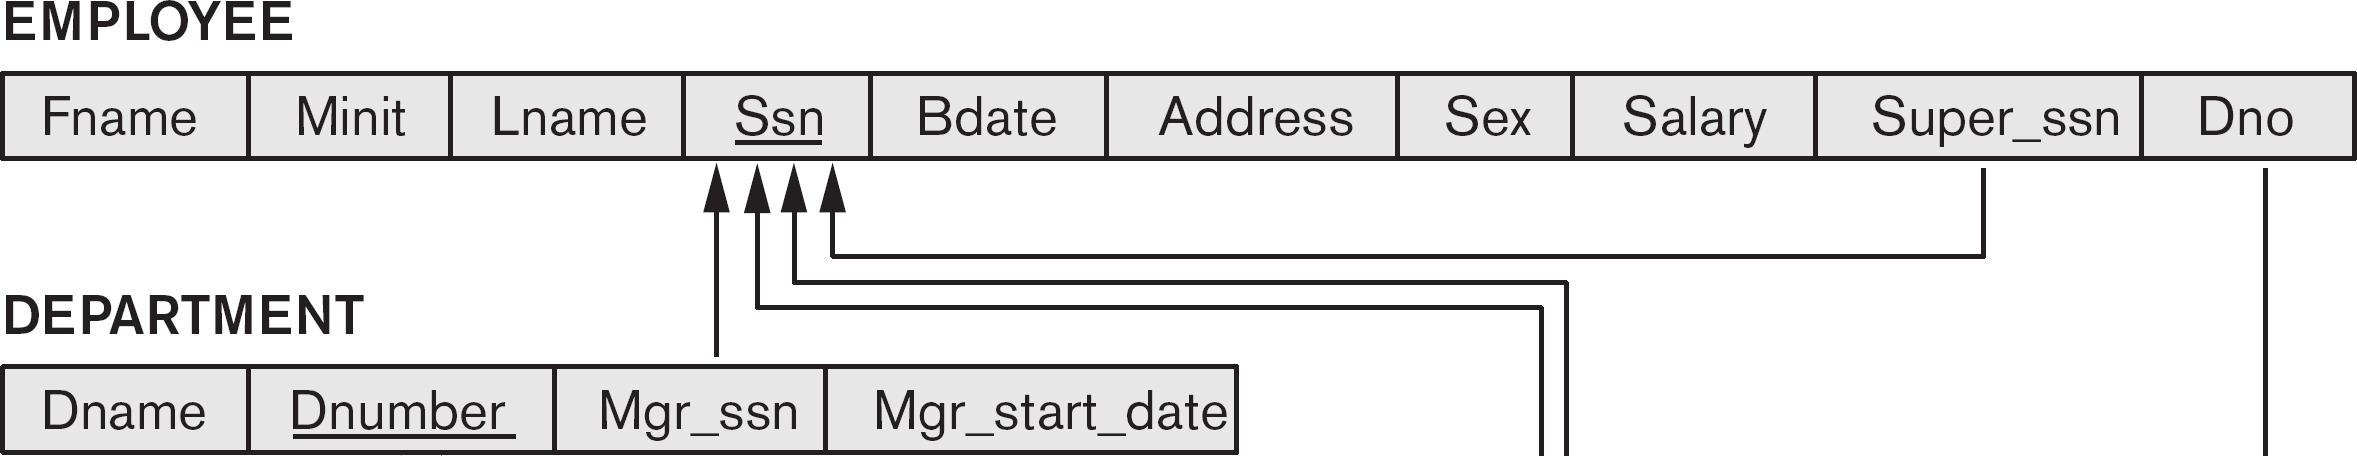 EMPLOYEE
Fname Minit Lname Ssn Bdate Address Sex Salary Super_ssn Dno
DEPARTMENT
Dname Dnumber Mgr_ssn Mgr_start_date